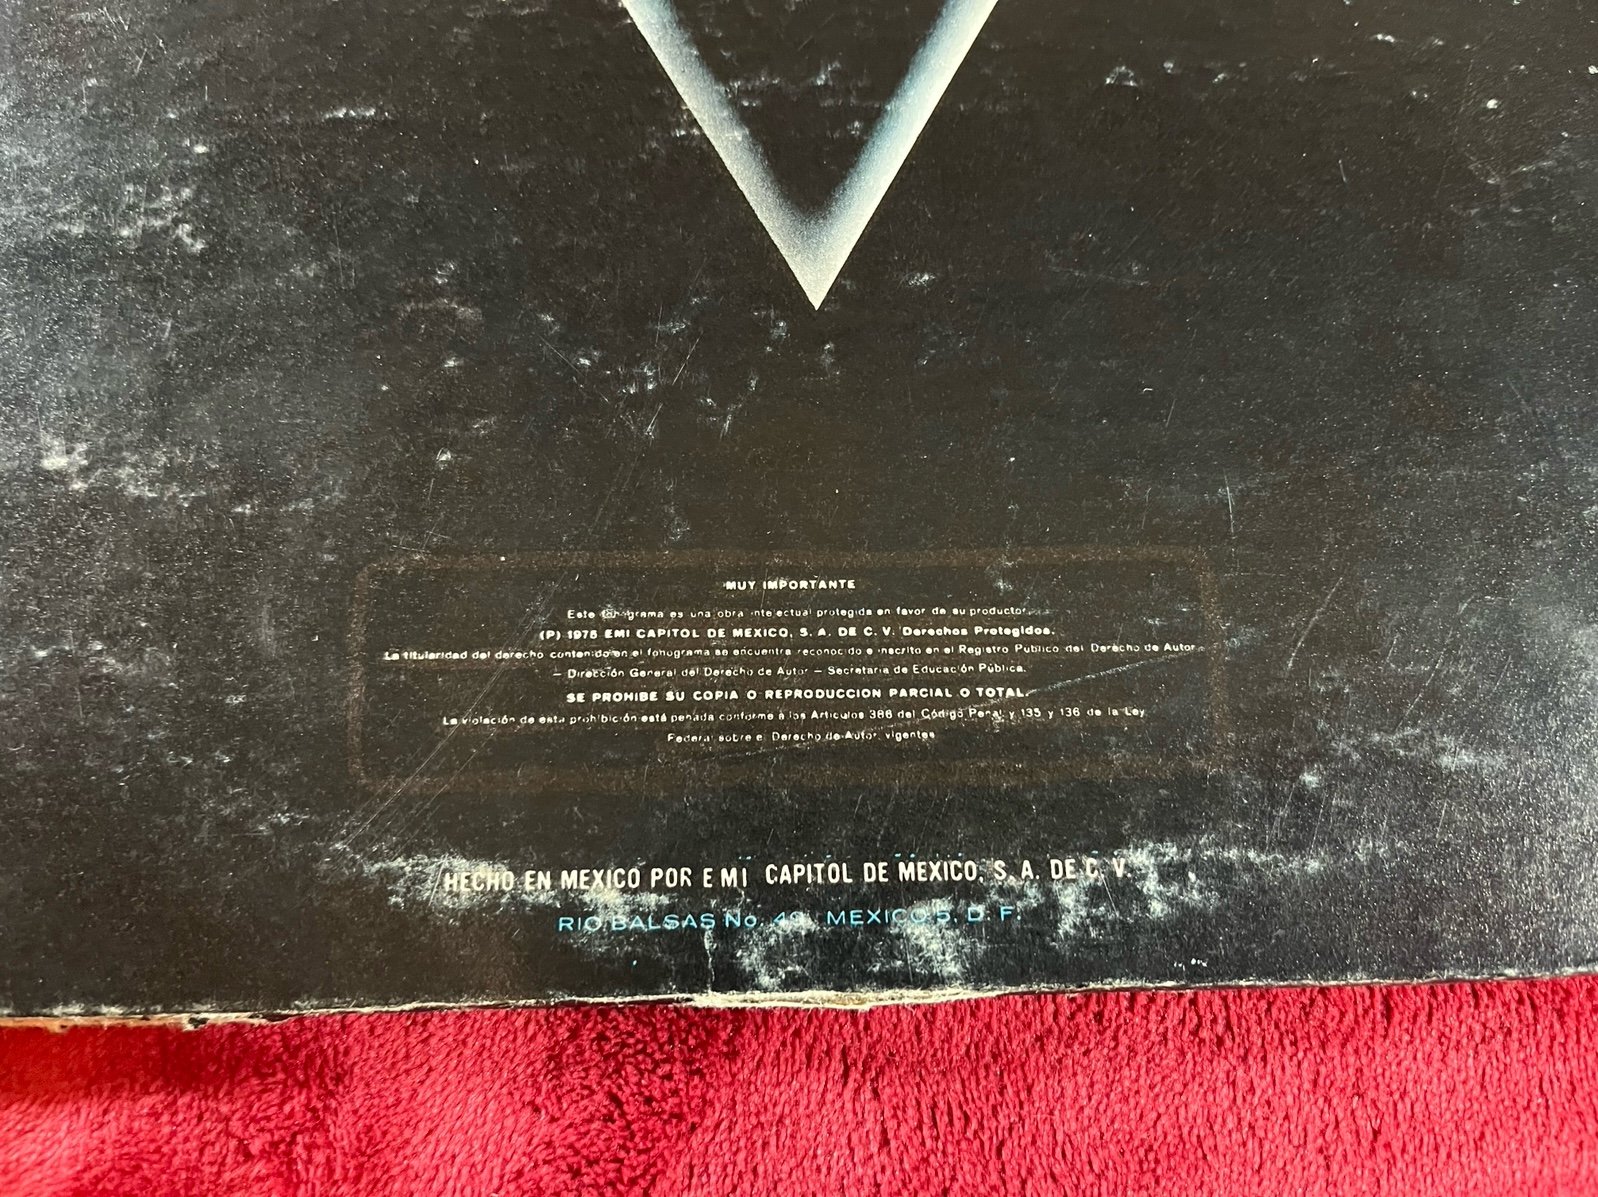 MUY IMPORTANTE
Este fonograma es una obra intelectual protegida en favor de su productor.
(P) 1975 EMI CAPITOL DE MEXICO, S. A. DE C. V. Derechos Protegidos.
La titularidad del derecho contenido en el fonograma se encuentra reconocido e inscrito en el Registro Público del Derecho de Autor
— Dirección General del Derecho de Autor — Secretaría de Educación Pública.
SE PROHIBE SU COPIA O REPRODUCCION PARCIAL O TOTAL.
La violación de esta prohibición está penada conforme a los Artículos 386 del Código Penal y 135 y 136 de la Ley
Federal sobre el Derecho de Autor vigentes
HECHO EN MEXICO POR E M I CAPITOL DE MEXICO, S. A. DE C. V.
RIO BALSAS No. MEXICO 5, D. F.